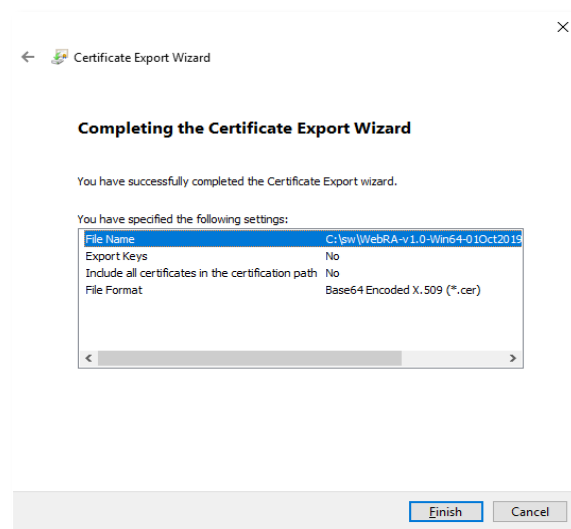 Certificate Export Wizard
Completing the Certificate Export Wizard
You have successfully completed the Certificate Export wizard.
You have specified the following settings:
File Name C:\sw\WebRA-v1.0-Win64-01Oct2019
Export Keys No
Include all certificates in the certification path No
File Format Base64 Encoded X.509 (*.cer)
Finish Cancel